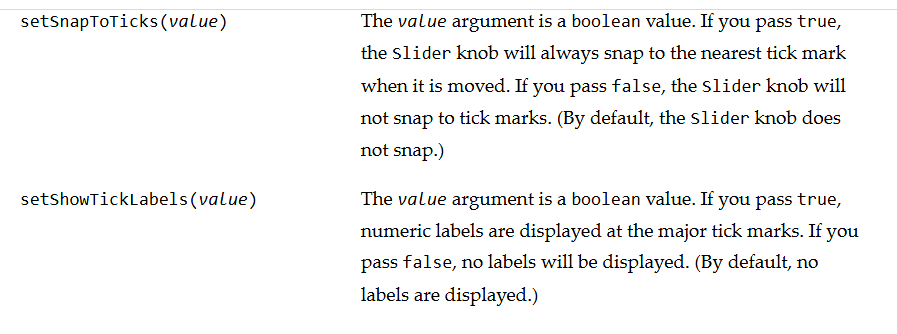 setSnapToTicks(value) The value argument is a boolean value. If you pass true,
the Slider knob will always snap to the nearest tick mark
when it is moved. If you pass false, the Slider knob will
not snap to tick marks. (By default, the Slider knob does
not snap.)
setShowTickLabels(value) The value argument is a boolean value. If you pass true,
numeric labels are displayed at the major tick marks. If you
pass false, no labels will be displayed. (By default, no
labels are displayed.)